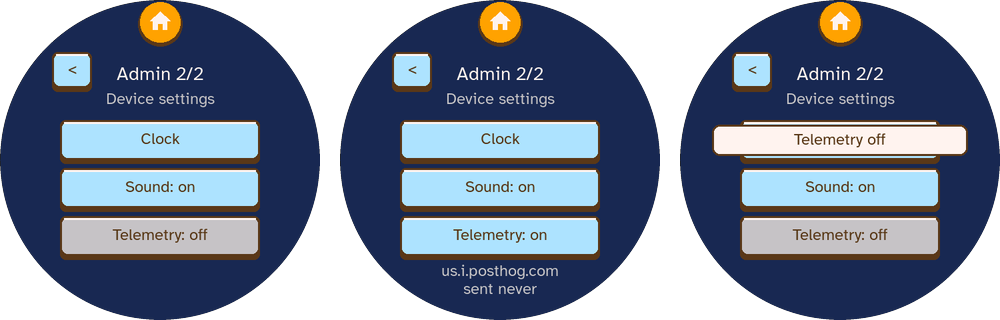 <
Admin 2/2
Device settings
Clock
Sound: on
Telemetry: off
<
Admin 2/2
Device settings
Clock
Sound: on
Telemetry: on
us.i.posthog.com
sent never
<
Admin 2/2
Device settings
Telemetry off
Sound: on
Telemetry: off